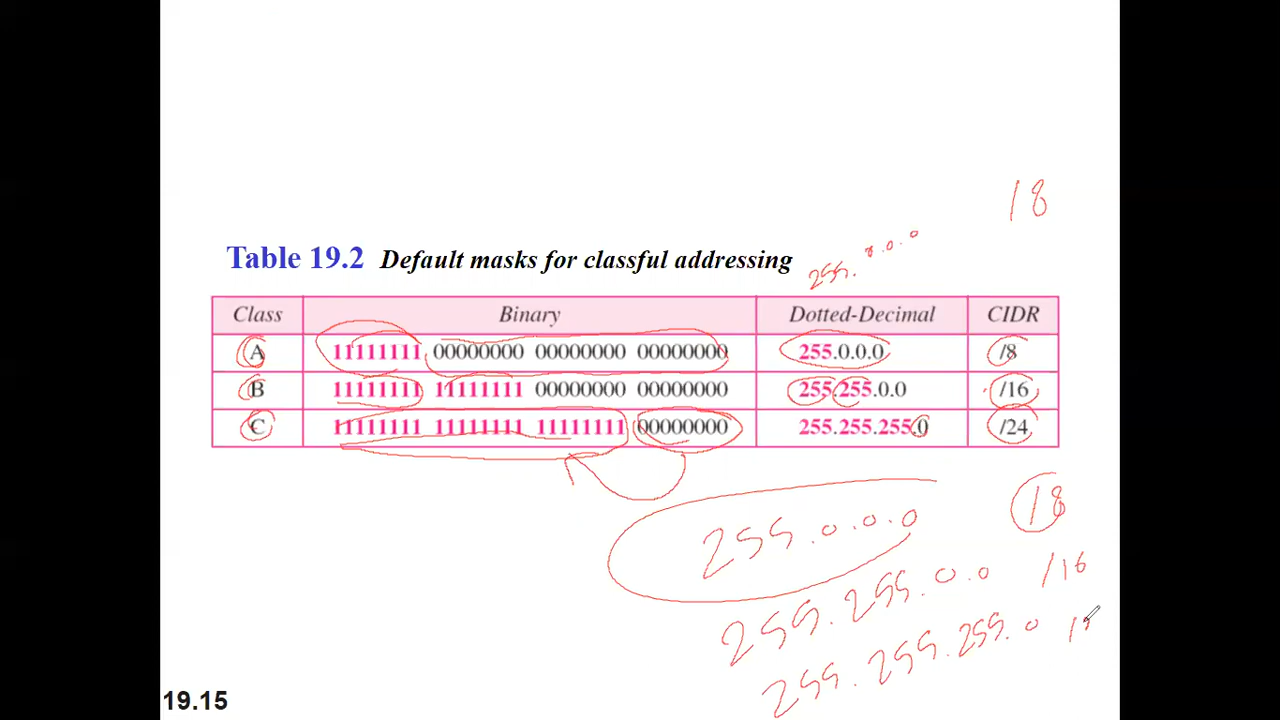 /8
255.0.0.0
Table 19.2 Default masks for classful addressing
Class Binary Dotted-Decimal CIDR
A 11111111 00000000 00000000 00000000 255.0.0.0 /8
B 11111111 11111111 00000000 00000000 255.255.0.0 /16
C 11111111 11111111 11111111 00000000 255.255.255.0 /24
255.0.0.0 /8
255.255.0.0 /16
255.255.255.0 /
19.15